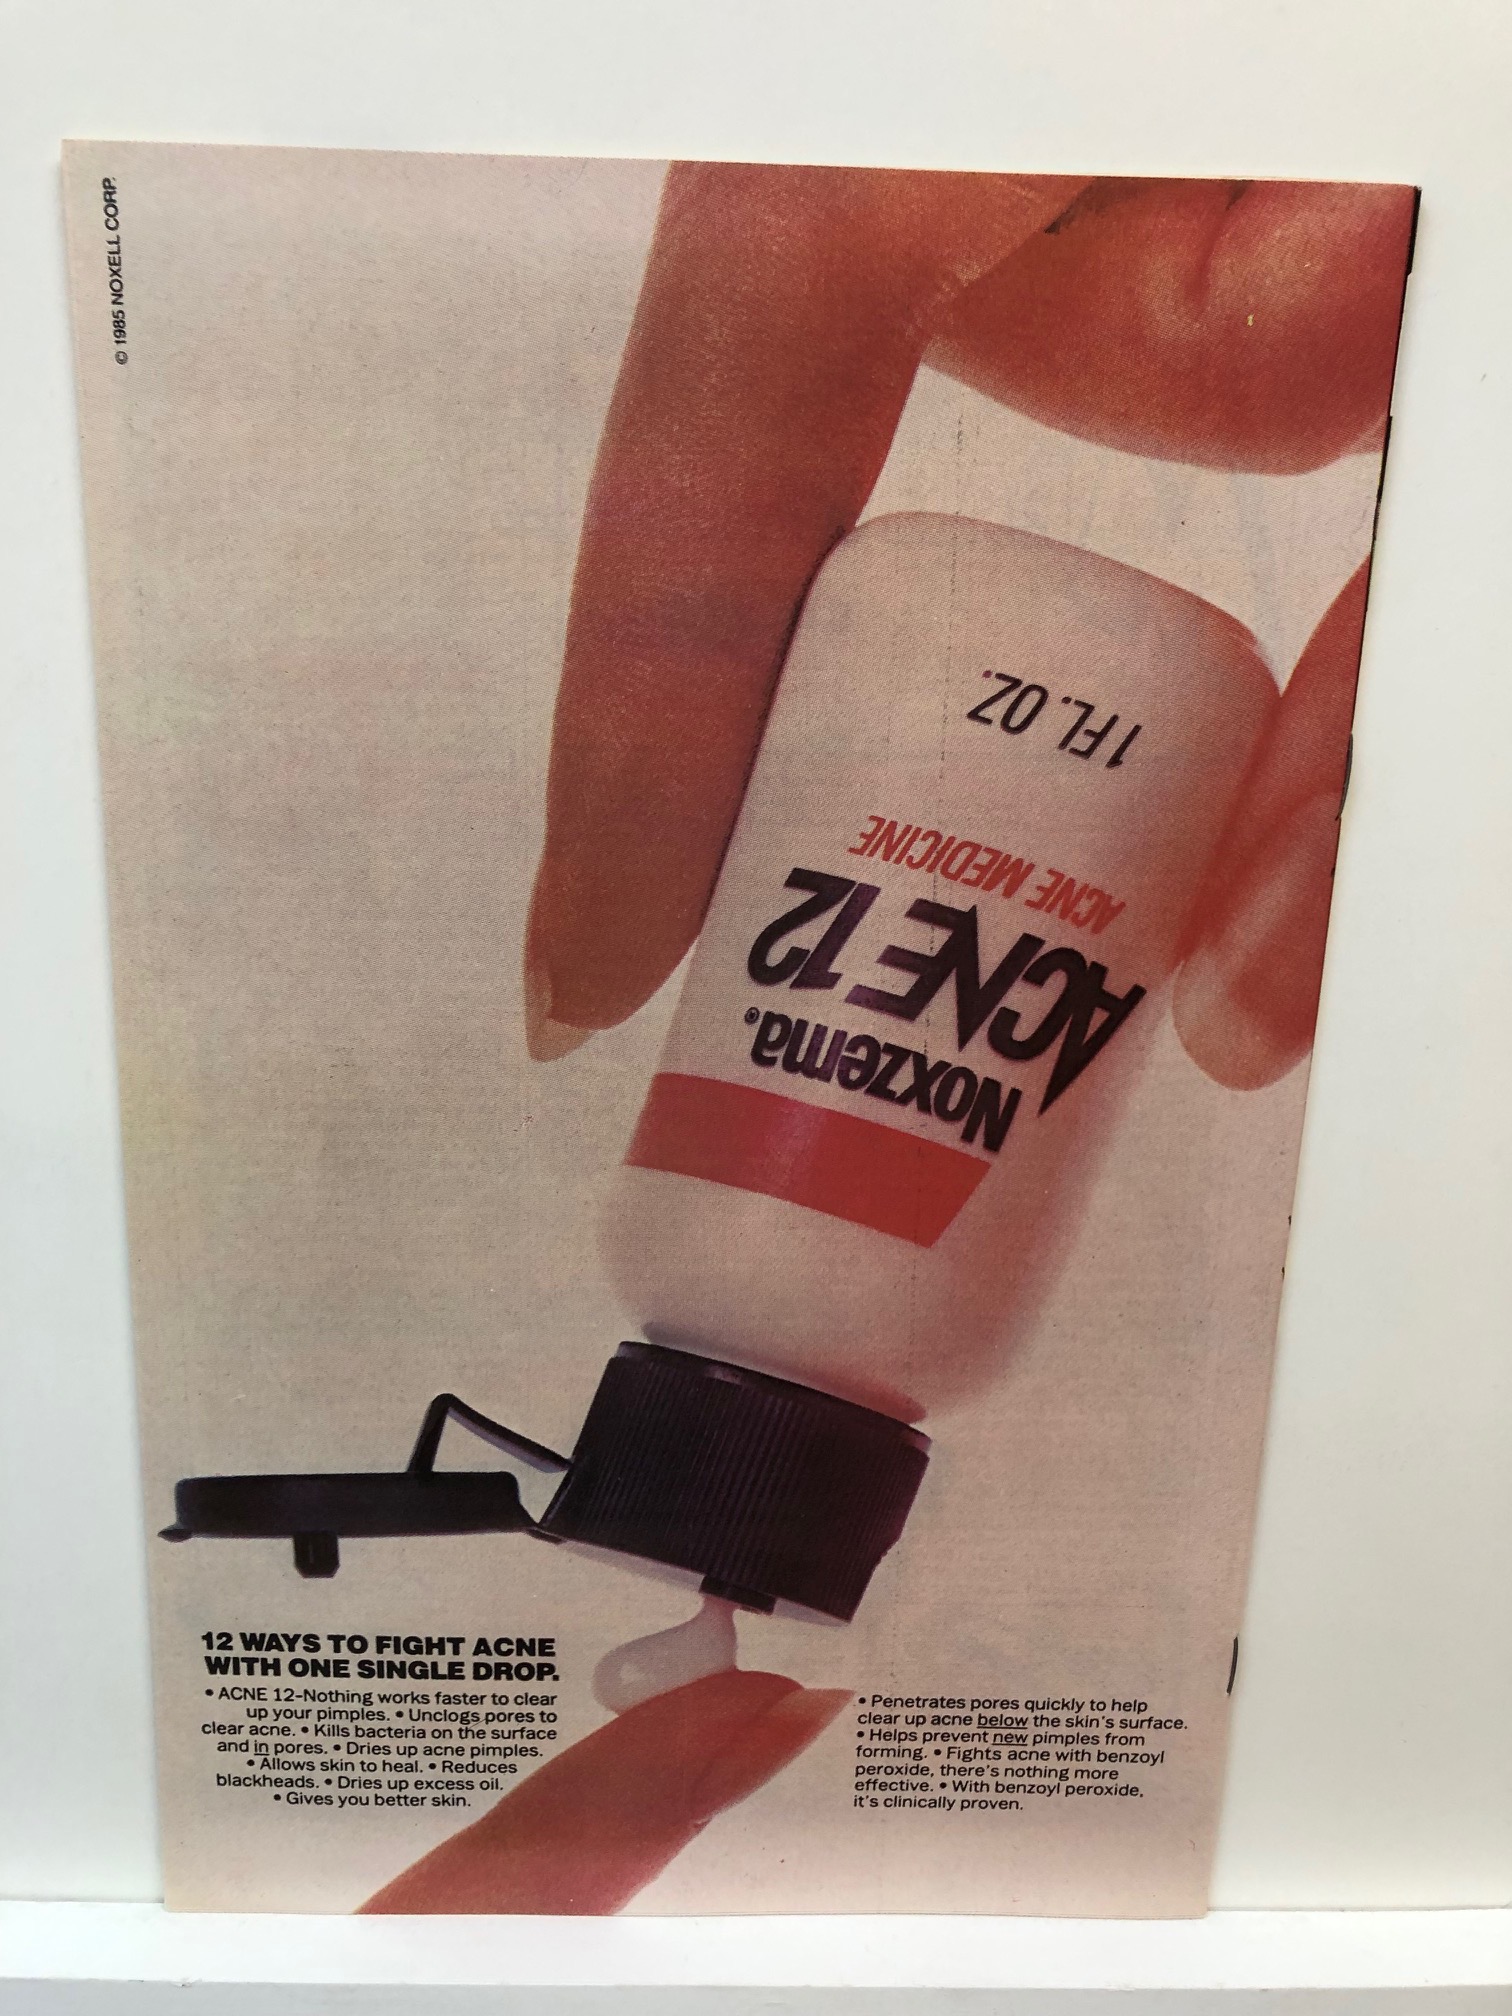 © 1985 NOXELL CORP.
1 FL. OZ.
ACNE MEDICINE
ACNE 12
Noxzema®
12 WAYS TO FIGHT ACNE
WITH ONE SINGLE DROP.
• ACNE 12–Nothing works faster to clear
up your pimples. • Unclogs pores to
clear acne. • Kills bacteria on the surface
and in pores. • Dries up acne pimples.
• Allows skin to heal. • Reduces
blackheads. • Dries up excess oil.
• Gives you better skin.
• Penetrates pores quickly to help
clear up acne below the skin's surface.
• Helps prevent new pimples from
forming. • Fights acne with benzoyl
peroxide, there's nothing more
effective. • With benzoyl peroxide,
it's clinically proven.